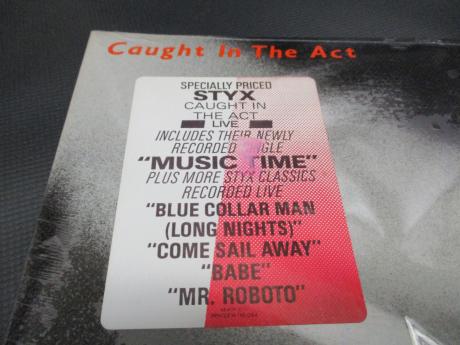 Caught In The Act
SPECIALLY PRICED
STYX
CAUGHT IN
THE ACT
LIVE
INCLUDES THEIR NEWLY
RECORDED SINGLE
"MUSIC TIME"
PLUS MORE STYX CLASSICS
RECORDED LIVE
"BLUE COLLAR MAN
(LONG NIGHTS)"
"COME SAIL AWAY"
"BABE"
"MR. ROBOTO"